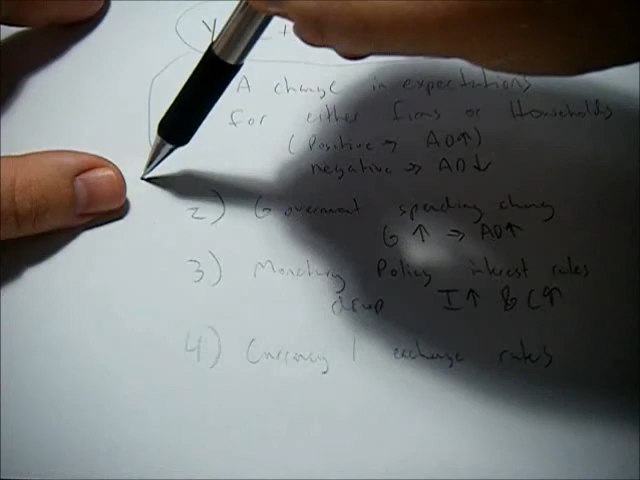 Y +
A change in expectations
for either firms or Households
(Positive → AD↑)
negative ⇒ AD↓
2) Government spending change
G ↑ ⇒ AD↑
3) Monetary Policy interest rates
drop I↑ & C↑
4) Currency / exchange rates